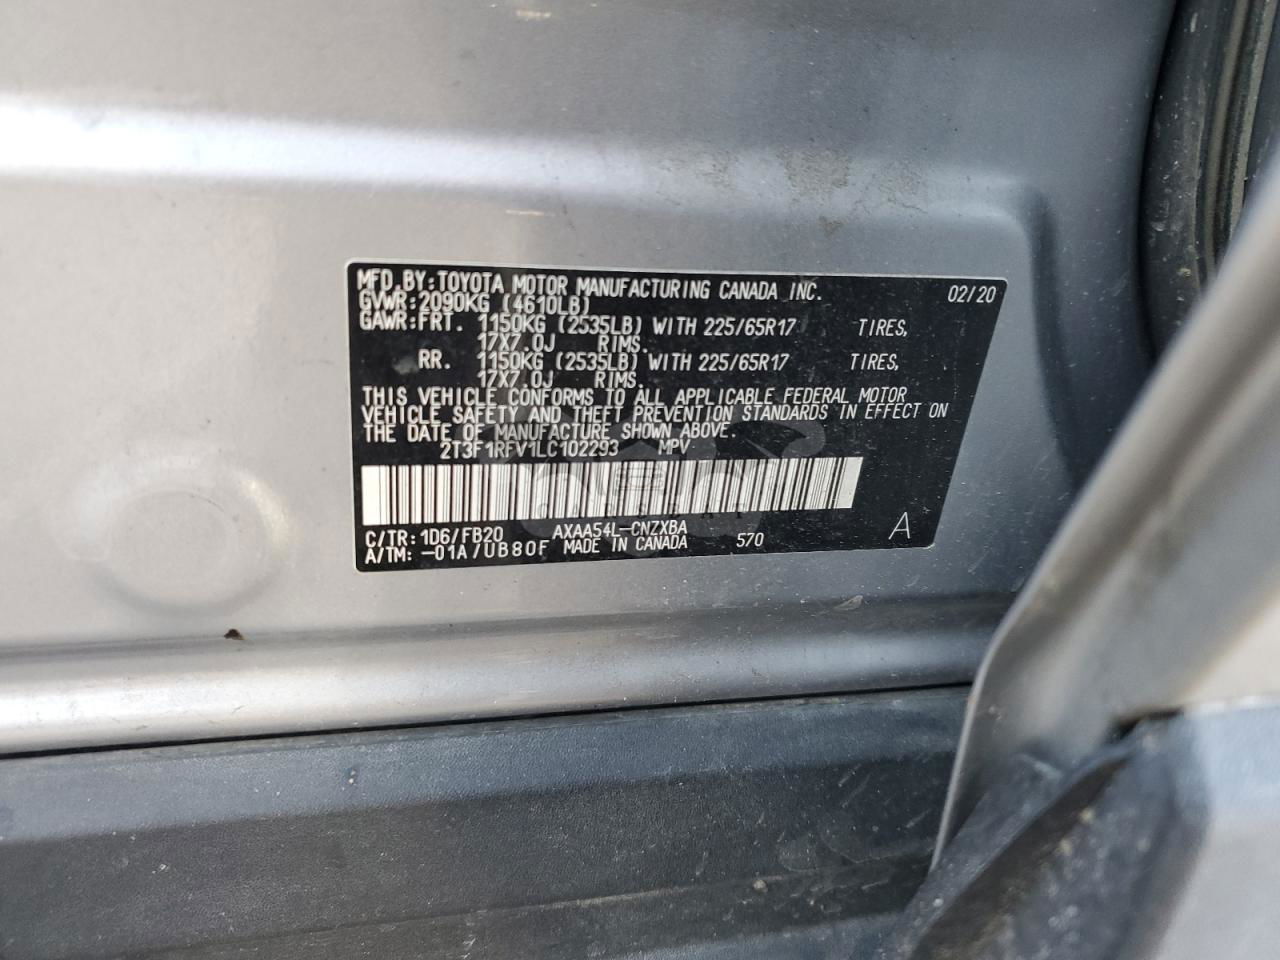 MFD.BY:TOYOTA MOTOR MANUFACTURING CANADA INC. 02/20
GVWR:2090KG (4610LB)
GAWR:FRT. 1150KG (2535LB) WITH 225/65R17 TIRES,
17X7.0J RIMS.
RR. 1150KG (2535LB) WITH 225/65R17 TIRES,
17X7.0J RIMS.
THIS VEHICLE CONFORMS TO ALL APPLICABLE FEDERAL MOTOR
VEHICLE SAFETY AND THEFT PREVENTION STANDARDS IN EFFECT ON
THE DATE OF MANUFACTURE SHOWN ABOVE.
2T3F1RFV1LC102293 MPV
C/TR: 1D6/FB20 AXAA54L-CNZXBA A
A/TM: -01A/UB80F MADE IN CANADA 570